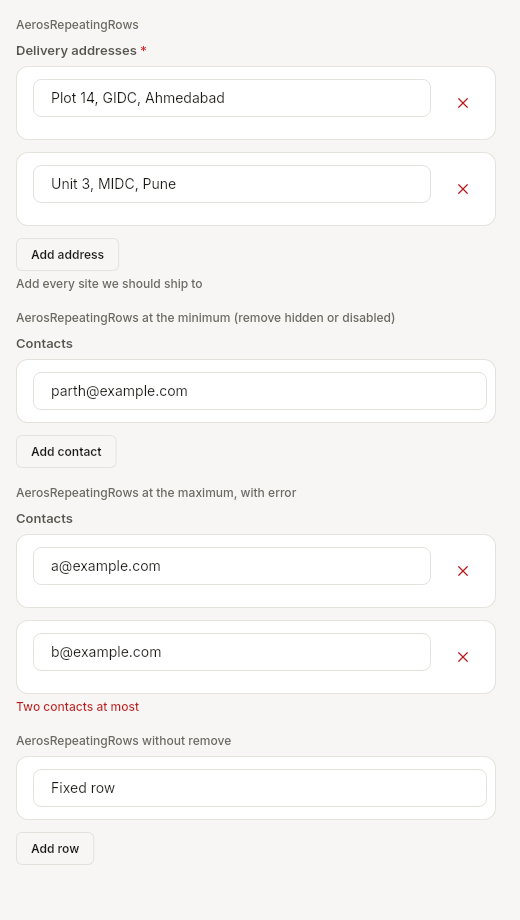 AerosRepeatingRows
Delivery addresses *
Plot 14, GIDC, Ahmedabad
Unit 3, MIDC, Pune
Add address
Add every site we should ship to
AerosRepeatingRows at the minimum (remove hidden or disabled)
Contacts
parth@example.com
Add contact
AerosRepeatingRows at the maximum, with error
Contacts
a@example.com
b@example.com
Two contacts at most
AerosRepeatingRows without remove
Fixed row
Add row